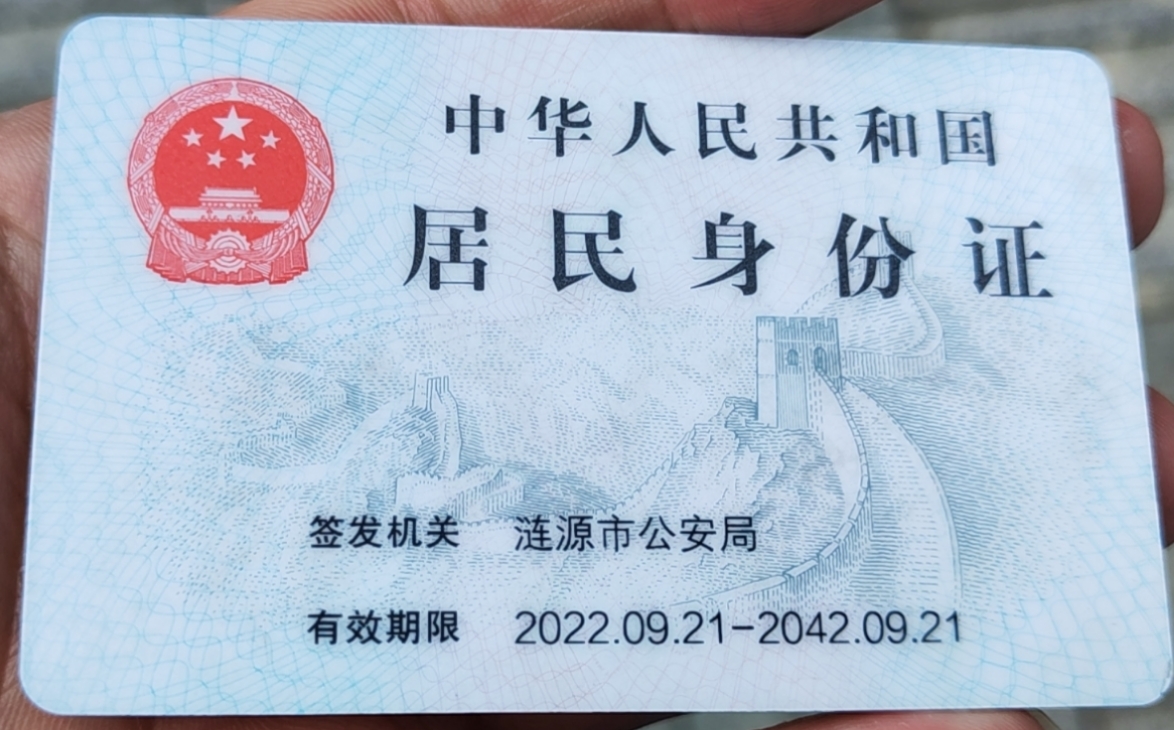 中华人民共和国
居民身份证
签发机关 涟源市公安局
有效期限 2022.09.21-2042.09.21